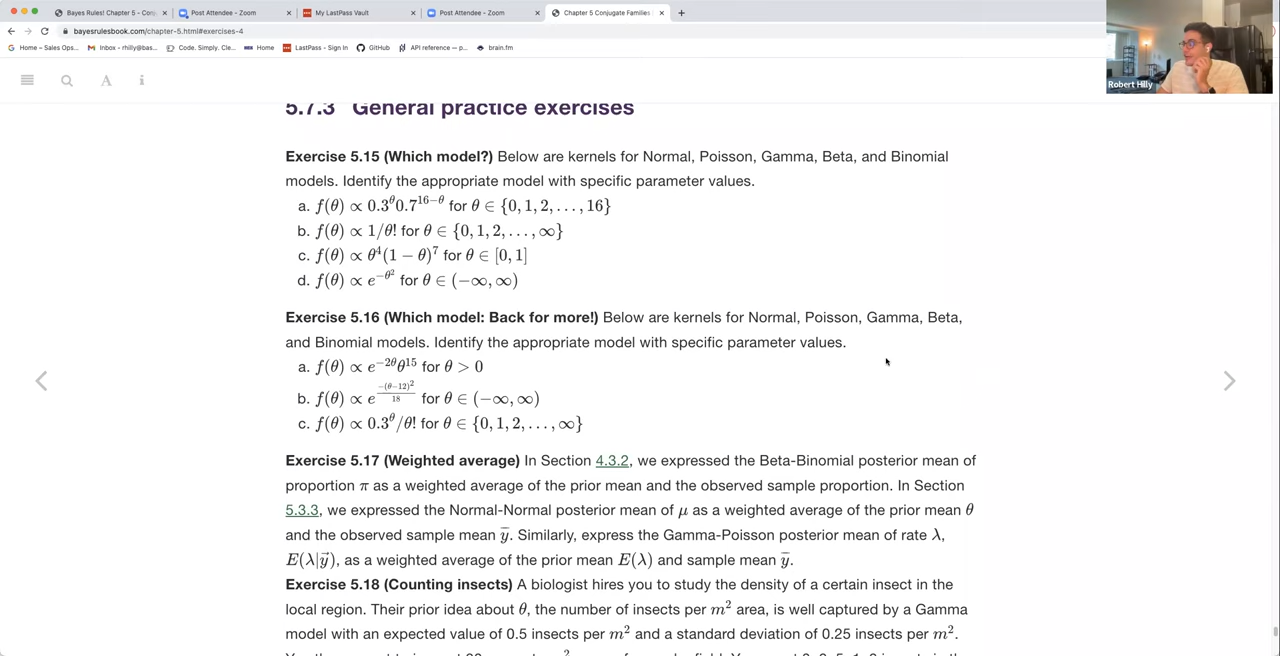 Bayes Rules! Chapter 5 – Conj
Post Attendee - Zoom
My LastPass Vault
Post Attendee - Zoom
Chapter 5 Conjugate Families
bayesrulesbook.com/chapter-5.html#exercises-4
Home – Sales Ops...
Inbox - rhilly@bas...
Code. Simply. Cle...
Home
LastPass - Sign In
GitHub
API reference — p...
brain.fm
Robert Hilly
5.7.3 General practice exercises
Exercise 5.15 (Which model?) Below are kernels for Normal, Poisson, Gamma, Beta, and Binomial
models. Identify the appropriate model with specific parameter values.
a. f(θ) ∝ 0.3^θ 0.7^{16−θ} for θ ∈ {0, 1, 2, . . . , 16}
b. f(θ) ∝ 1/θ! for θ ∈ {0, 1, 2, . . . , ∞}
c. f(θ) ∝ θ^4(1 − θ)^7 for θ ∈ [0, 1]
d. f(θ) ∝ e^{−θ^2} for θ ∈ (−∞, ∞)
Exercise 5.16 (Which model: Back for more!) Below are kernels for Normal, Poisson, Gamma, Beta,
and Binomial models. Identify the appropriate model with specific parameter values.
a. f(θ) ∝ e^{−2θ}θ^{15} for θ > 0
b. f(θ) ∝ e^{−(θ−12)^2/18} for θ ∈ (−∞, ∞)
c. f(θ) ∝ 0.3^θ/θ! for θ ∈ {0, 1, 2, . . . , ∞}
Exercise 5.17 (Weighted average) In Section 4.3.2, we expressed the Beta-Binomial posterior mean of
proportion π as a weighted average of the prior mean and the observed sample proportion. In Section
5.3.3, we expressed the Normal-Normal posterior mean of μ as a weighted average of the prior mean θ
and the observed sample mean y̅. Similarly, express the Gamma-Poisson posterior mean of rate λ,
E(λ|y⃗), as a weighted average of the prior mean E(λ) and sample mean y̅.
Exercise 5.18 (Counting insects) A biologist hires you to study the density of a certain insect in the
local region. Their prior idea about θ, the number of insects per m² area, is well captured by a Gamma
model with an expected value of 0.5 insects per m² and a standard deviation of 0.25 insects per m².